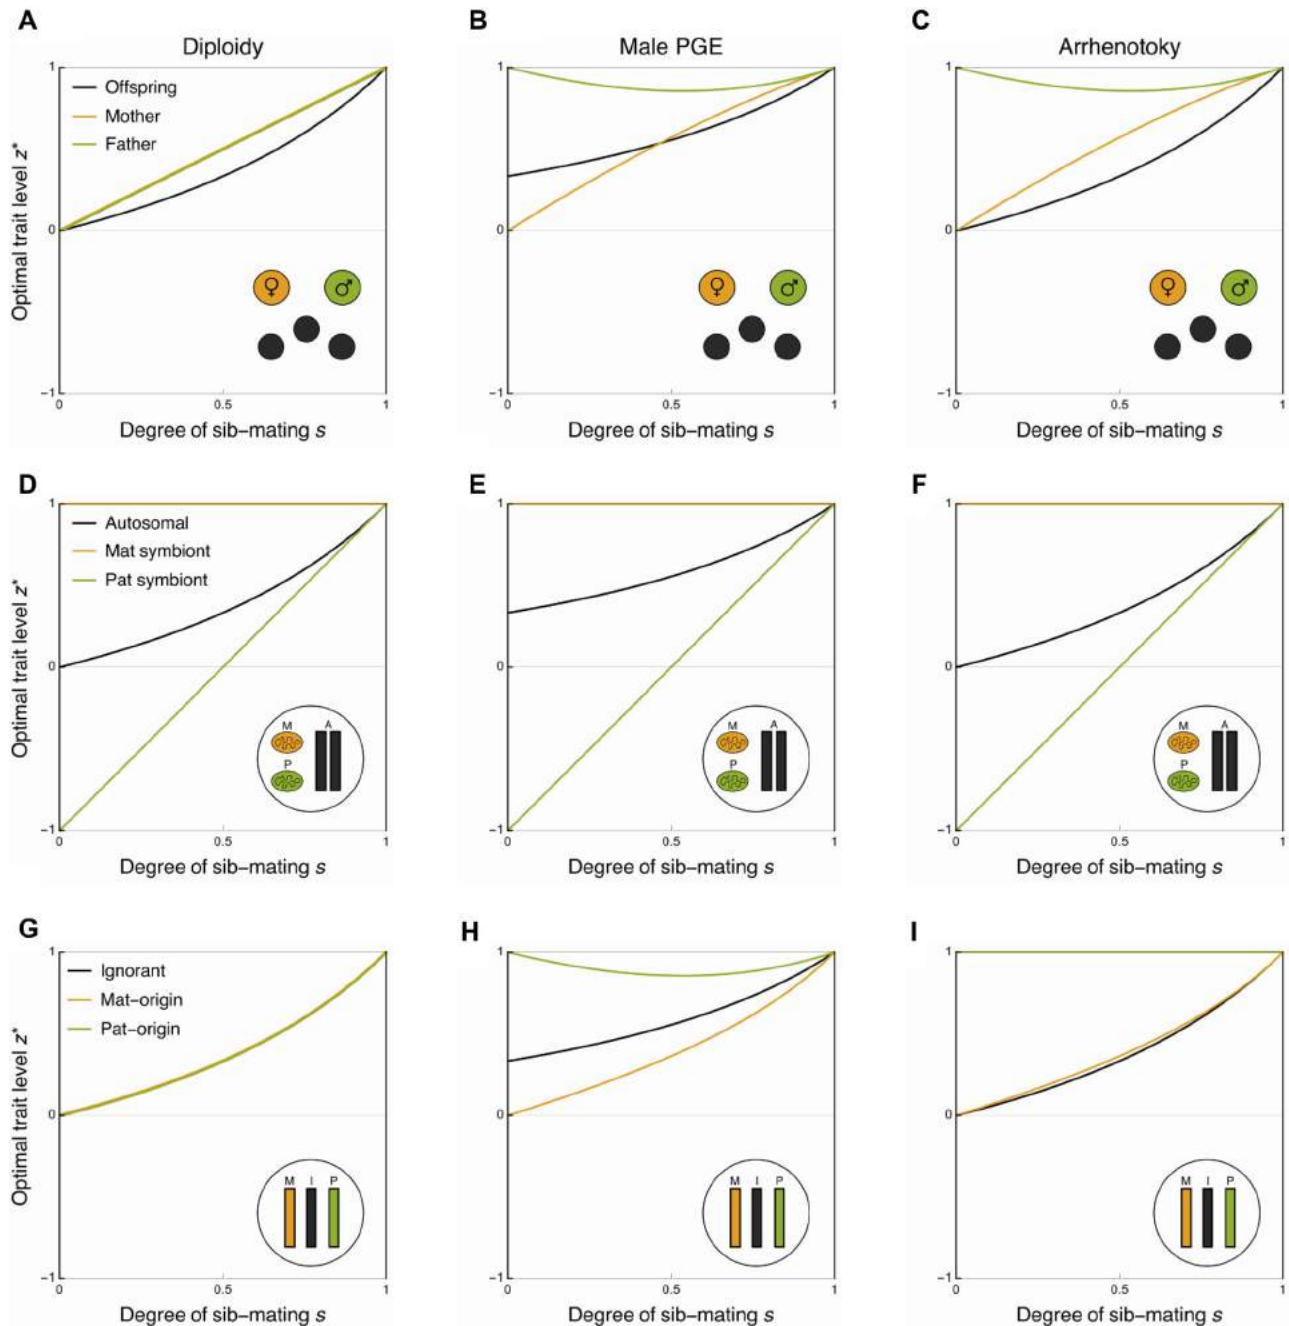 A
Diploidy
Optimal trait level z*
1
0
−1
Offspring
Mother
Father
♀ ♂
0 0.5 1
Degree of sib−mating s
B
Male PGE
1
0
−1
♀ ♂
0 0.5 1
Degree of sib−mating s
C
Arrhenotoky
1
0
−1
♀ ♂
0 0.5 1
Degree of sib−mating s
D
Optimal trait level z*
1
0
−1
Autosomal
Mat symbiont
Pat symbiont
M A
P
0 0.5 1
Degree of sib−mating s
E
1
0
−1
M A
P
0 0.5 1
Degree of sib−mating s
F
1
0
−1
M A
P
0 0.5 1
Degree of sib−mating s
G
Optimal trait level z*
1
0
−1
Ignorant
Mat−origin
Pat−origin
M I P
0 0.5 1
Degree of sib−mating s
H
1
0
−1
M I P
0 0.5 1
Degree of sib−mating s
I
1
0
−1
M I P
0 0.5 1
Degree of sib−mating s